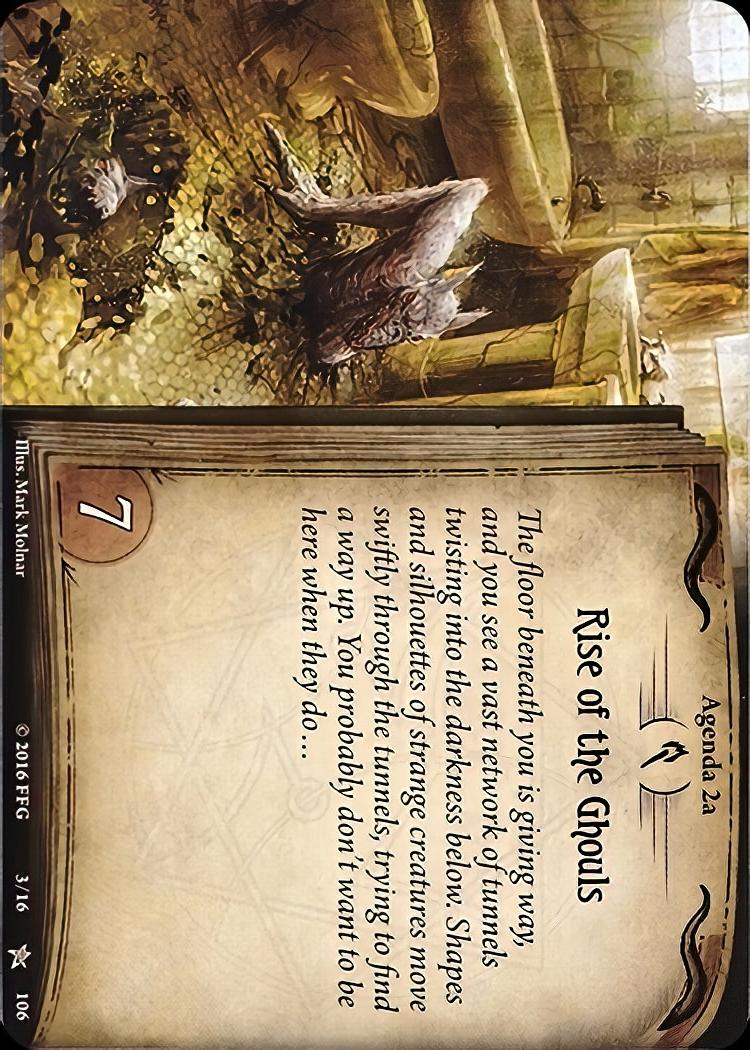 Agenda 2a
Rise of the Ghouls
The floor beneath you is giving way,
and you see a vast network of tunnels
twisting into the darkness below. Shapes
and silhouettes of strange creatures move
swiftly through the tunnels, trying to find
a way up. You probably don't want to be
here when they do...
7
Illus. Mark Molnar
© 2016 FFG
3/16
106